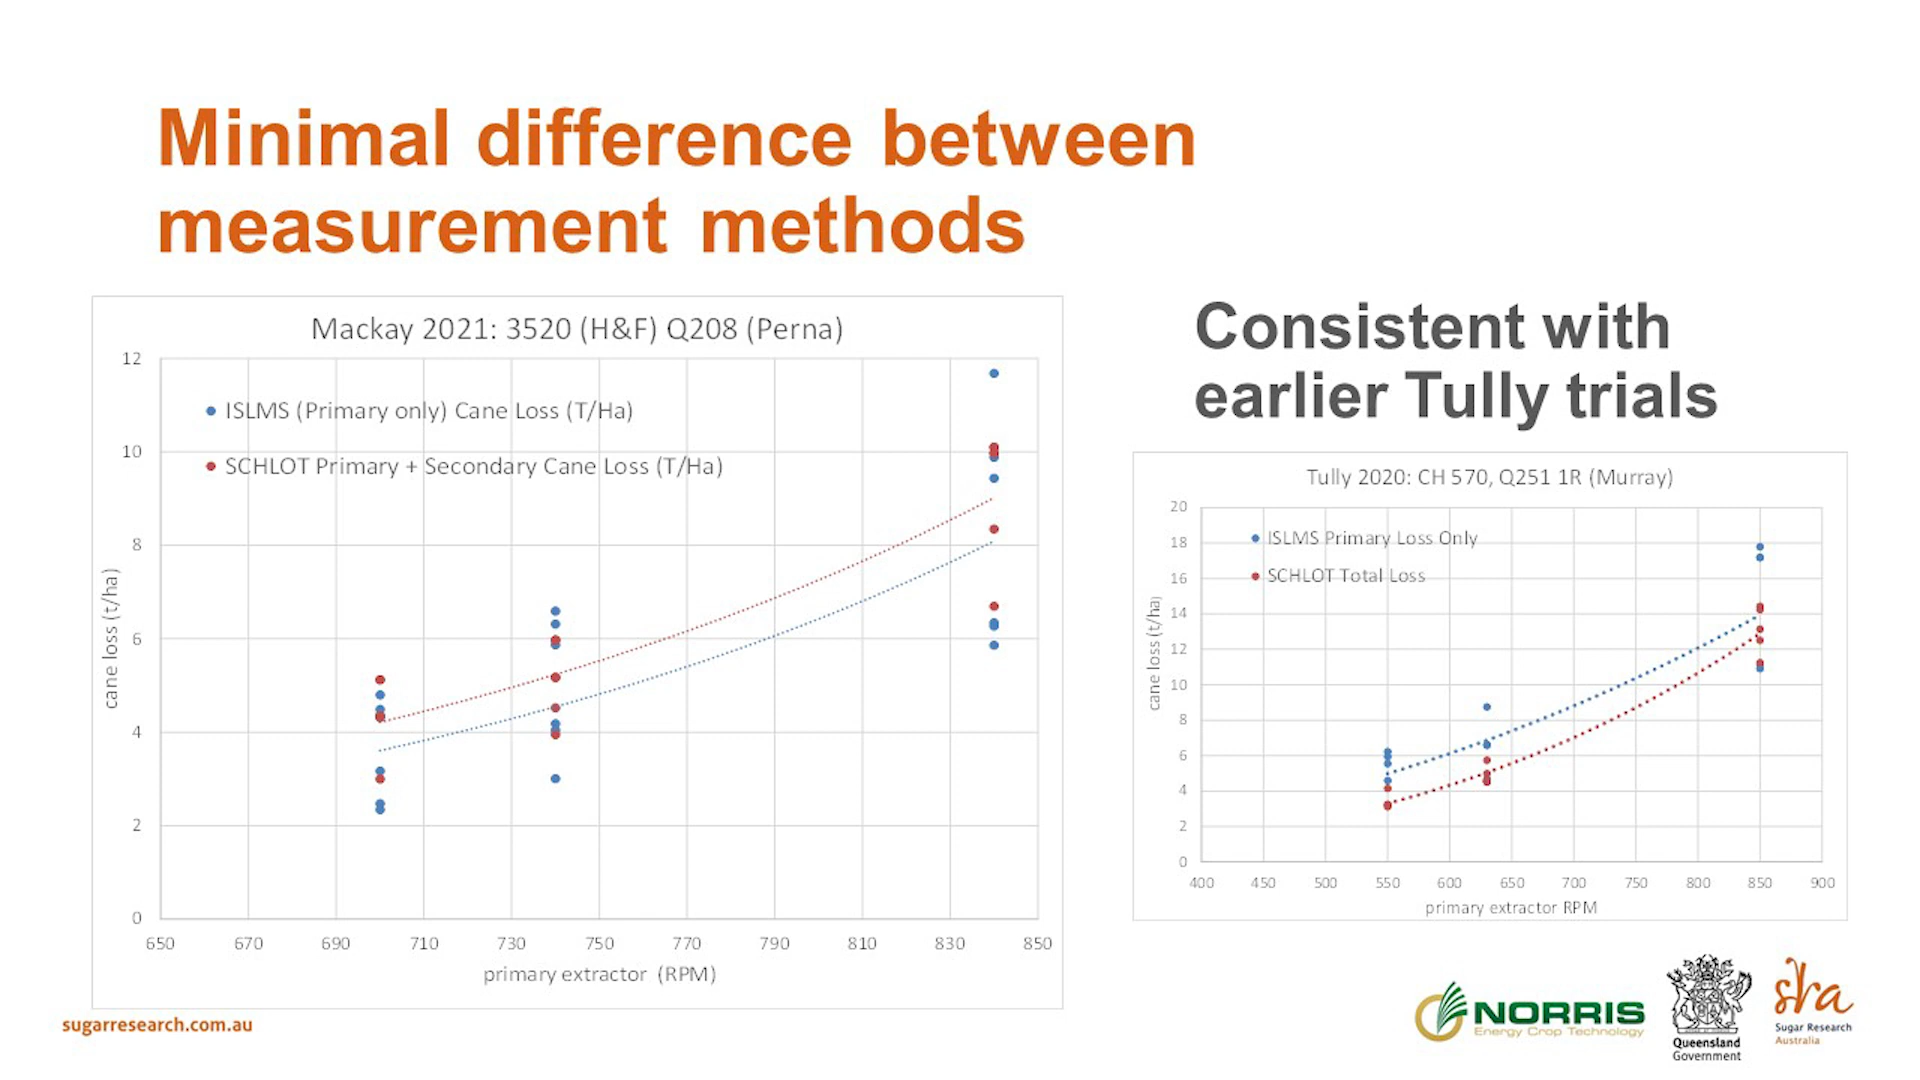 Minimal difference between
measurement methods
Mackay 2021: 3520 (H&F) Q208 (Perna)
12
10
8
6
4
2
0
ISLMS (Primary only) Cane Loss (T/Ha)
SCHLOT Primary + Secondary Cane Loss (T/Ha)
cane loss (t/ha)
650 670 690 710 730 750 770 790 810 830 850
primary extractor (RPM)
Consistent with
earlier Tully trials
Tully 2020: CH 570, Q251 1R (Murray)
20
18
16
14
12
10
8
6
4
2
0
ISLMS Primary Loss Only
SCHLOT Total Loss
cane loss (t/ha)
400 450 500 550 600 650 700 750 800 850 900
primary extractor RPM
sugarresearch.com.au
NORRIS
Energy Crop Technology
Queensland
Government
sra
Sugar Research
Australia